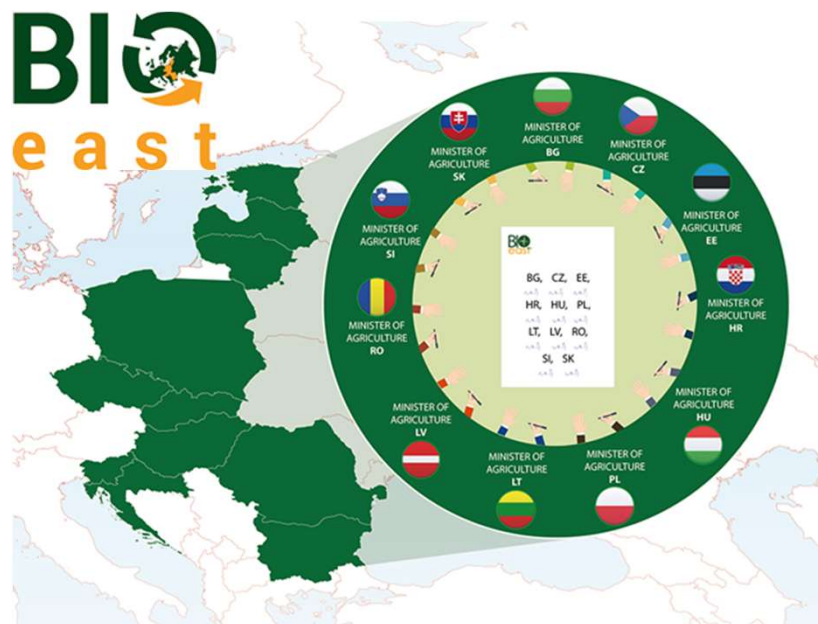 BIO
east
MINISTER OF
AGRICULTURE
BG
MINISTER OF
AGRICULTURE
CZ
MINISTER OF
AGRICULTURE
EE
MINISTER OF
AGRICULTURE
HR
MINISTER OF
AGRICULTURE
HU
MINISTER OF
AGRICULTURE
PL
MINISTER OF
AGRICULTURE
LT
MINISTER OF
AGRICULTURE
LV
MINISTER OF
AGRICULTURE
RO
MINISTER OF
AGRICULTURE
SI
MINISTER OF
AGRICULTURE
SK
BIO
east
BG, CZ, EE,
HR, HU, PL,
LT, LV, RO,
SI, SK